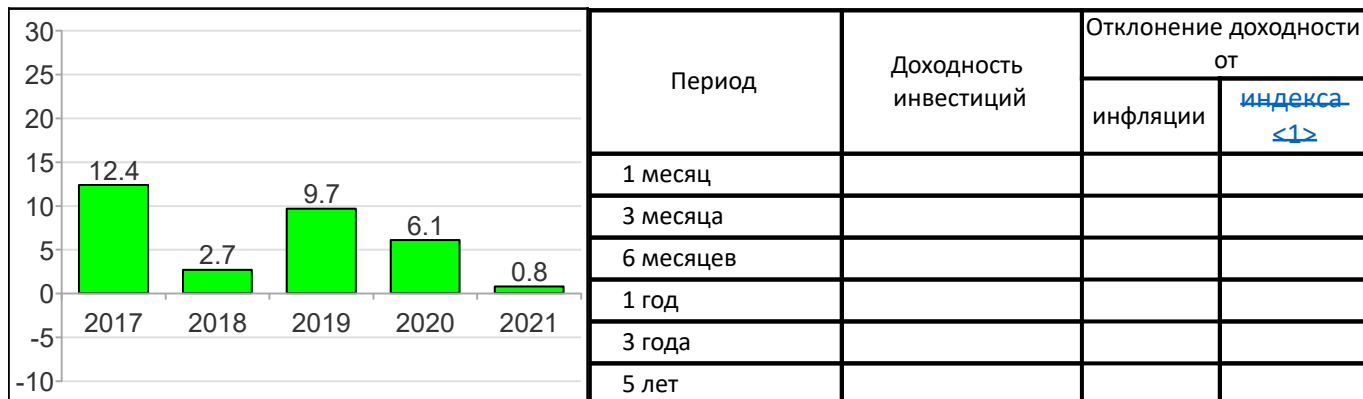 30
25
20
15
10
5
0
-5
-10
12.4
2.7
9.7
6.1
0.8
2017 2018 2019 2020 2021
Период
Доходность
инвестиций
Отклонение доходности
от
инфляции
индекса
<1>
1 месяц
3 месяца
6 месяцев
1 год
3 года
5 лет